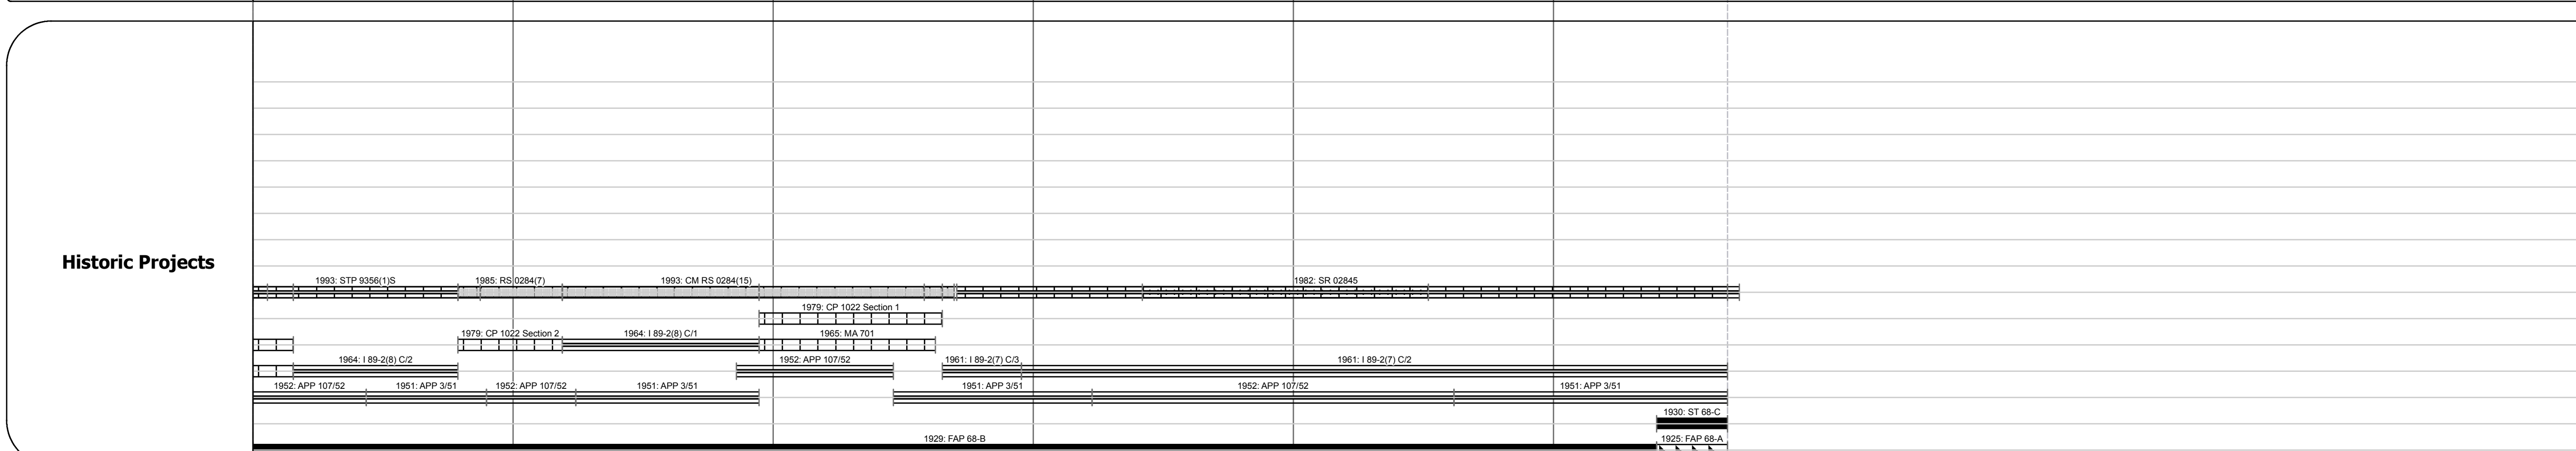 Historic Projects
1993: STP 9356(1)S
1985: RS 0284(7)
1993: CM RS 0284(15)
1982: SR 02845
1979: CP 1022 Section 1
1979: CP 1022 Section 2
1964: I 89-2(8) C/1
1965: MA 701
1964: I 89-2(8) C/2
1952: APP 107/52
1961: I 89-2(7) C/3
1961: I 89-2(7) C/2
1952: APP 107/52
1951: APP 3/51
1952: APP 107/52
1951: APP 3/51
1951: APP 3/51
1952: APP 107/52
1951: APP 3/51
1930: ST 68-C
1929: FAP 68-B
1925: FAP 68-A